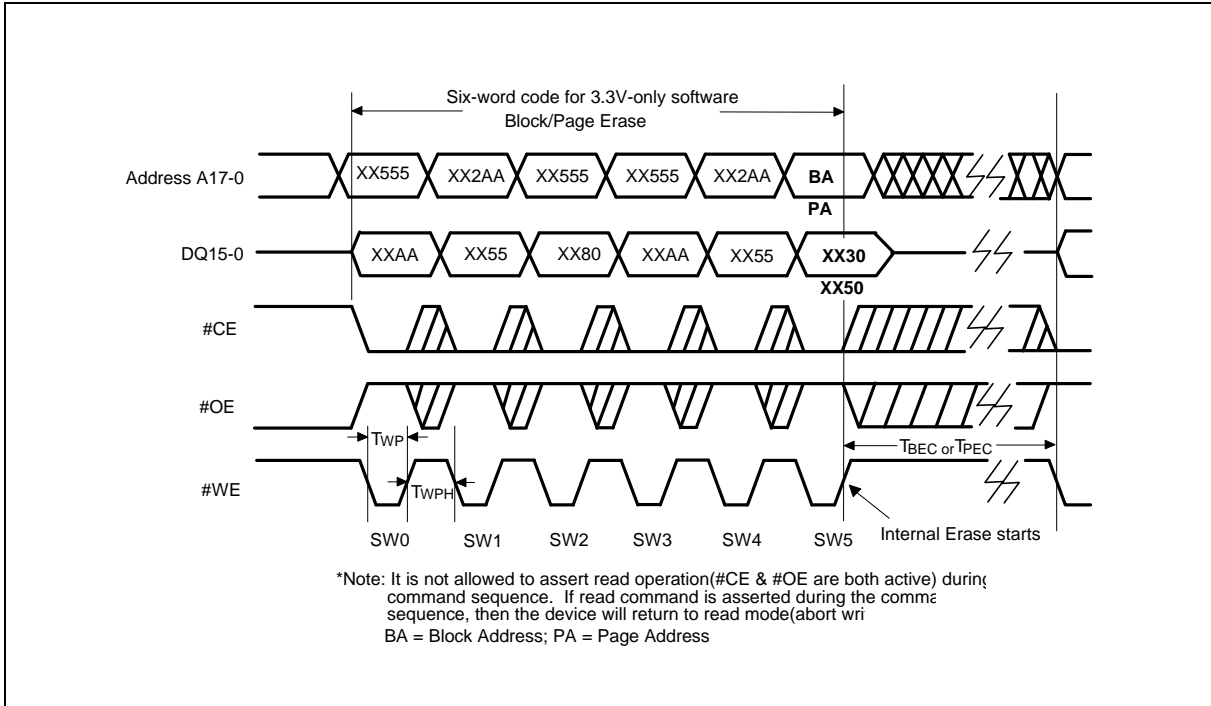 Six-word code for 3.3V-only software
Block/Page Erase
Address A17-0
XX555 XX2AA XX555 XX555 XX2AA BA
PA
DQ15-0
XXAA XX55 XX80 XXAA XX55 XX30
XX50
#CE
#OE
TWP
TBEC or TPEC
#WE
TWPH
Internal Erase starts
SW0 SW1 SW2 SW3 SW4 SW5
*Note: It is not allowed to assert read operation(#CE & #OE are both active) during
command sequence. If read command is asserted during the comma
sequence, then the device will return to read mode(abort wri
BA = Block Address; PA = Page Address